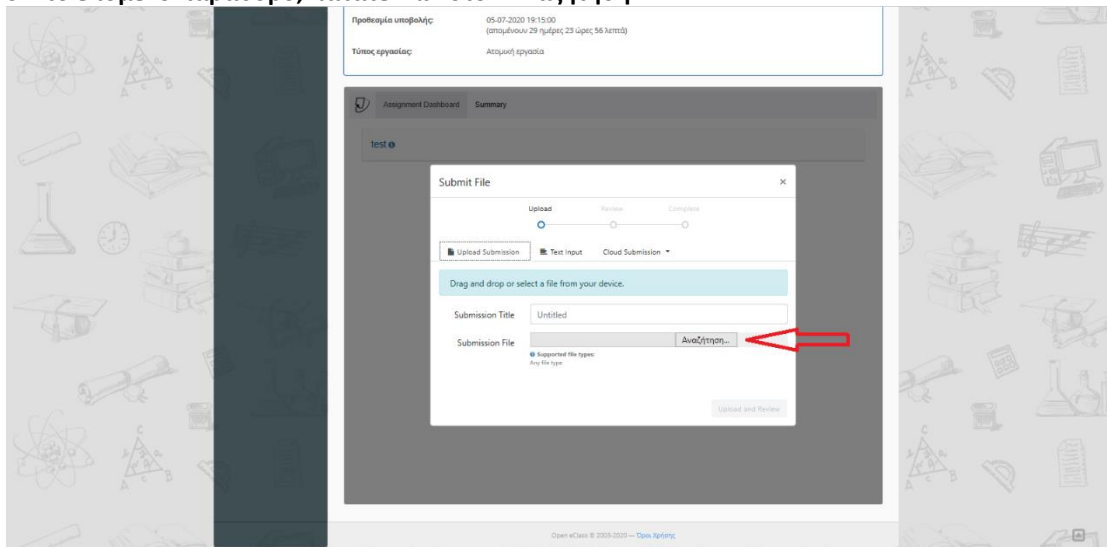 Προθεσμία υποβολής: 05-07-2020 19:15:00
(απομένουν 29 ημέρες 23 ώρες 56 λεπτά)
Τύπος εργασίας: Ατομική εργασία
Assignment Dashboard Summary
test
Submit File ×
Upload Review Complete
Upload Submission Text Input Cloud Submission
Drag and drop or select a file from your device.
Submission Title Untitled
Submission File Αναζήτηση...
Supported file types:
Any file type
Upload and Review
Open eClass © 2003-2020 — Όροι Χρήσης